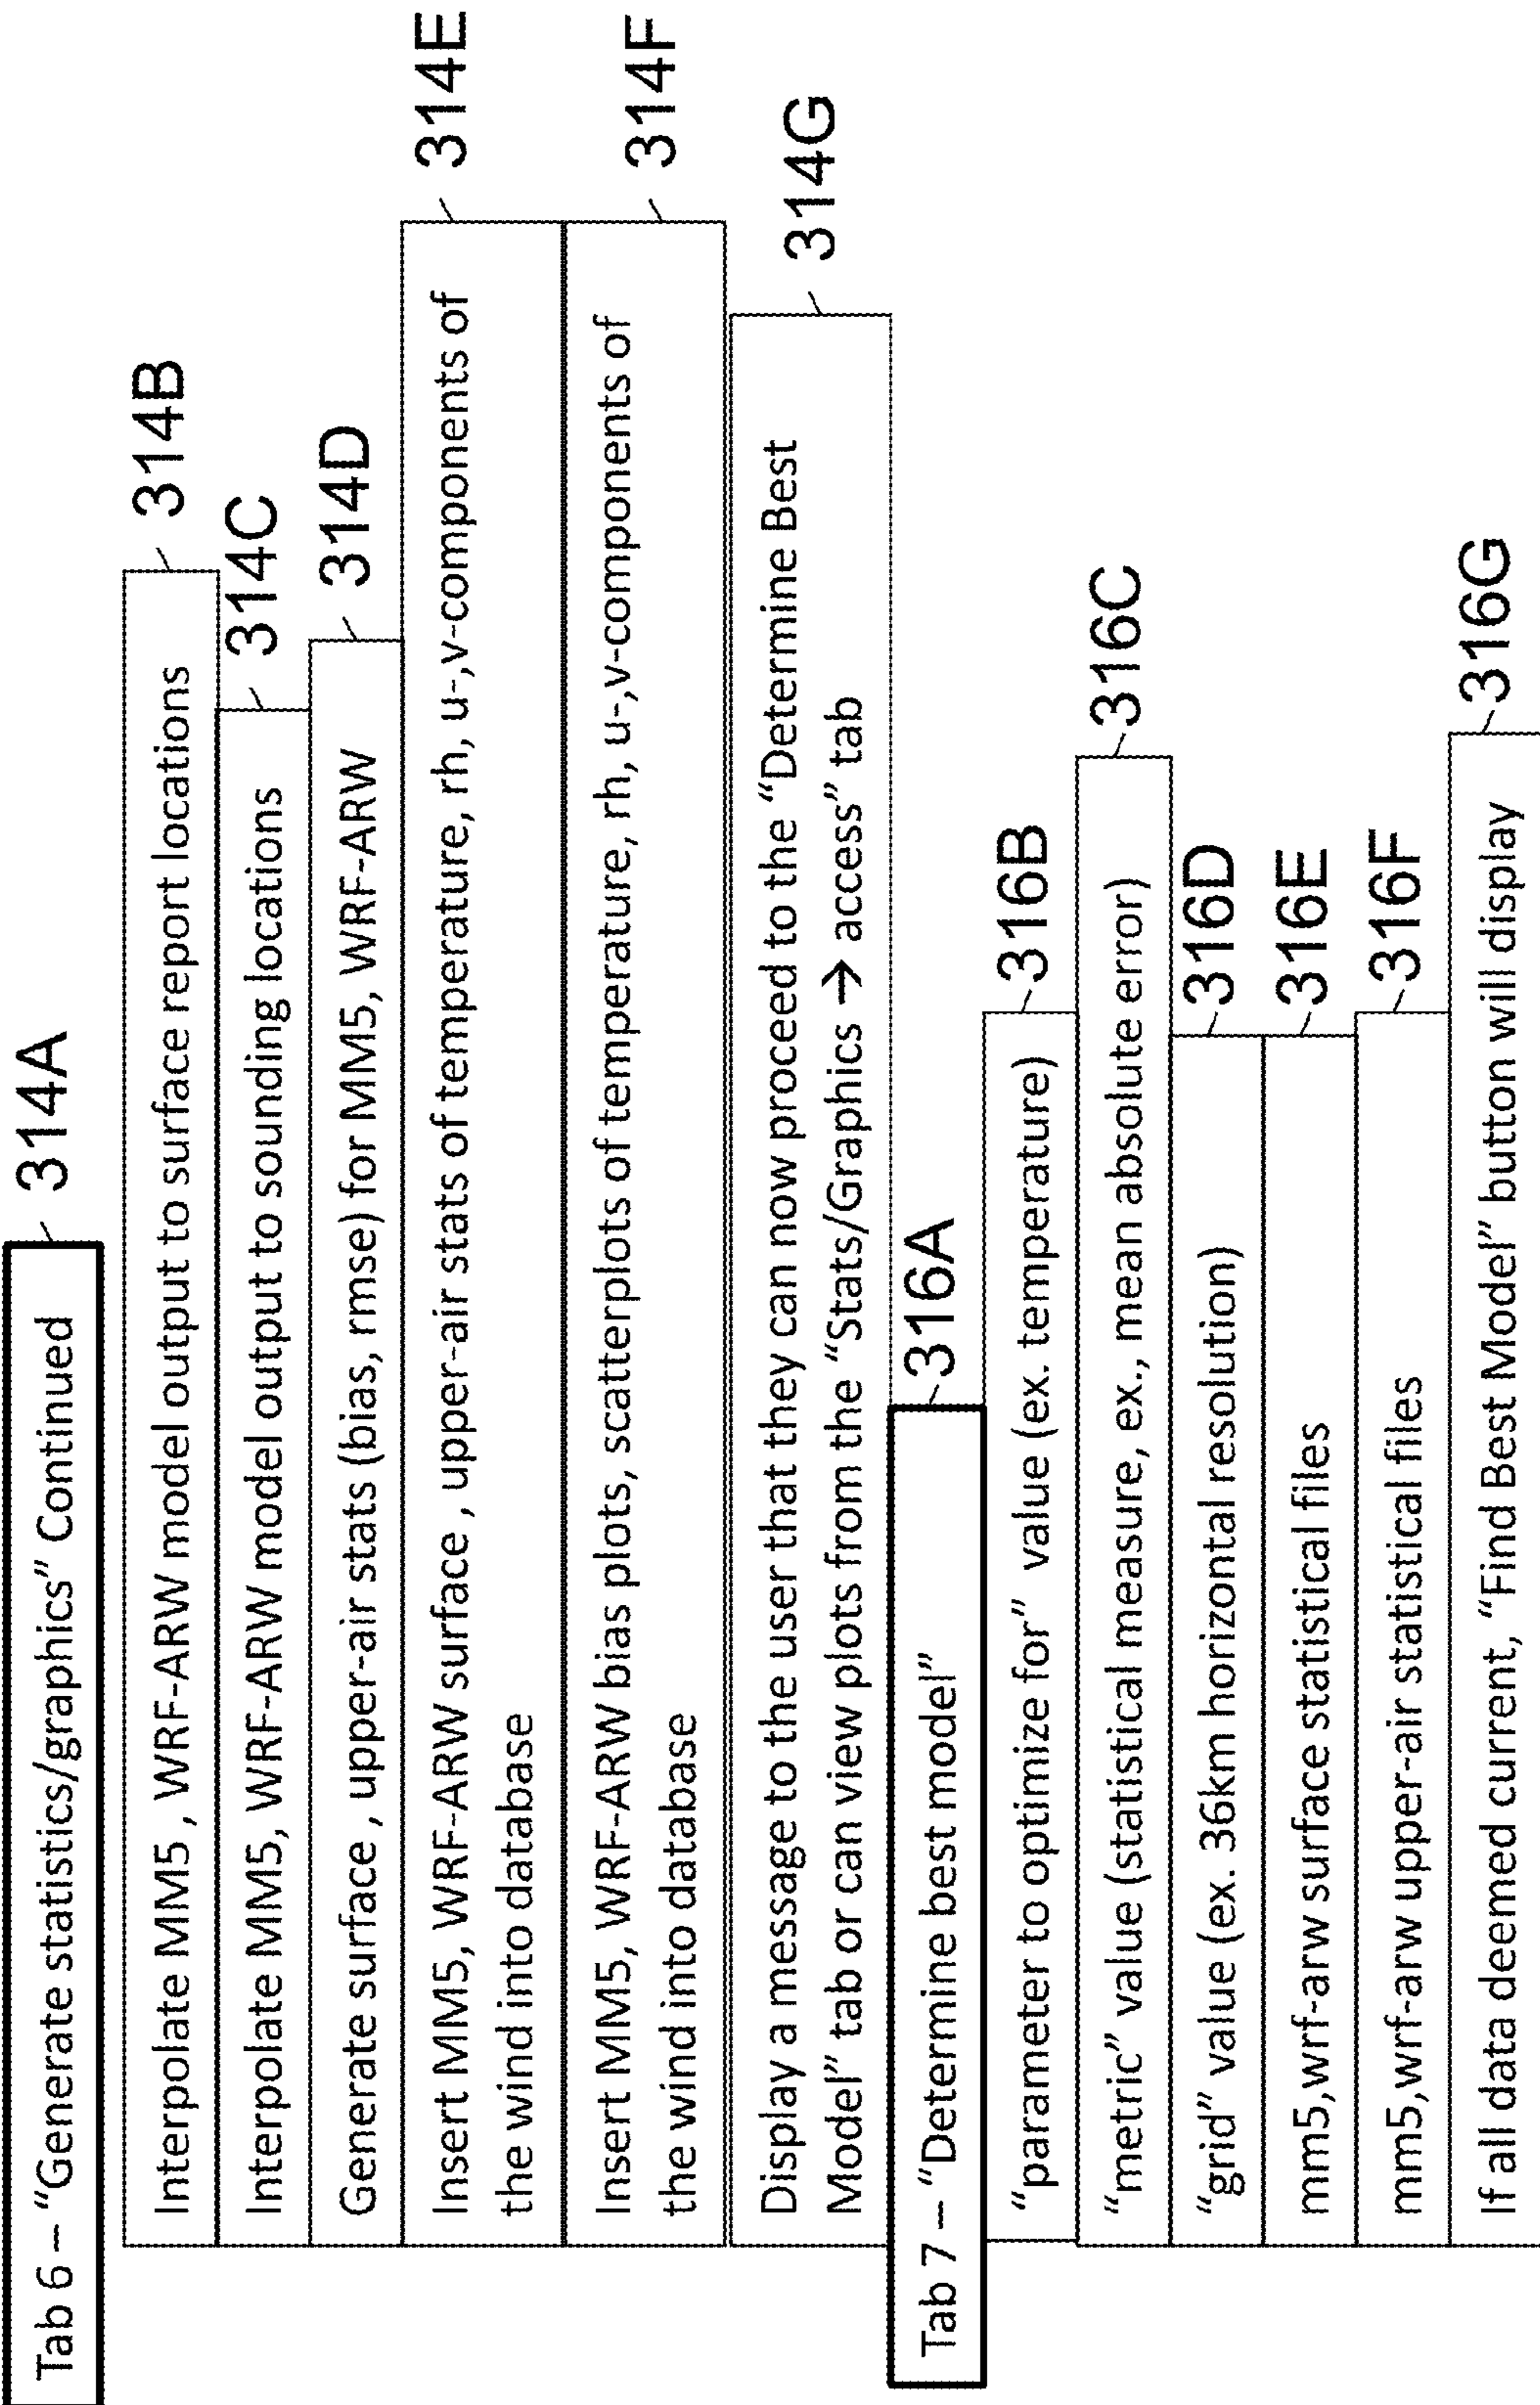 Tab 6 – “Generate statistics/graphics” Continued
314A
Interpolate MM5 , WRF-ARW model output to surface report locations
314B
Interpolate MM5, WRF-ARW model output to sounding locations
314C
Generate surface , upper-air stats (bias, rmse) for MM5, WRF-ARW
314D
Insert MM5, WRF-ARW surface , upper-air stats of temperature, rh, u-,v-components of
the wind into database
314E
Insert MM5, WRF-ARW bias plots, scatterplots of temperature, rh, u-,v-components of
the wind into database
314F
Display a message to the user that they can now proceed to the “Determine Best
Model” tab or can view plots from the “Stats/Graphics → access” tab
314G
Tab 7 – “Determine best model”
316A
“parameter to optimize for” value (ex. temperature)
316B
“metric” value (statistical measure, ex., mean absolute error)
316C
“grid” value (ex. 36km horizontal resolution)
316D
mm5,wrf-arw surface statistical files
316E
mm5,wrf-arw upper-air statistical files
316F
If all data deemed current, “Find Best Model” button will display
316G